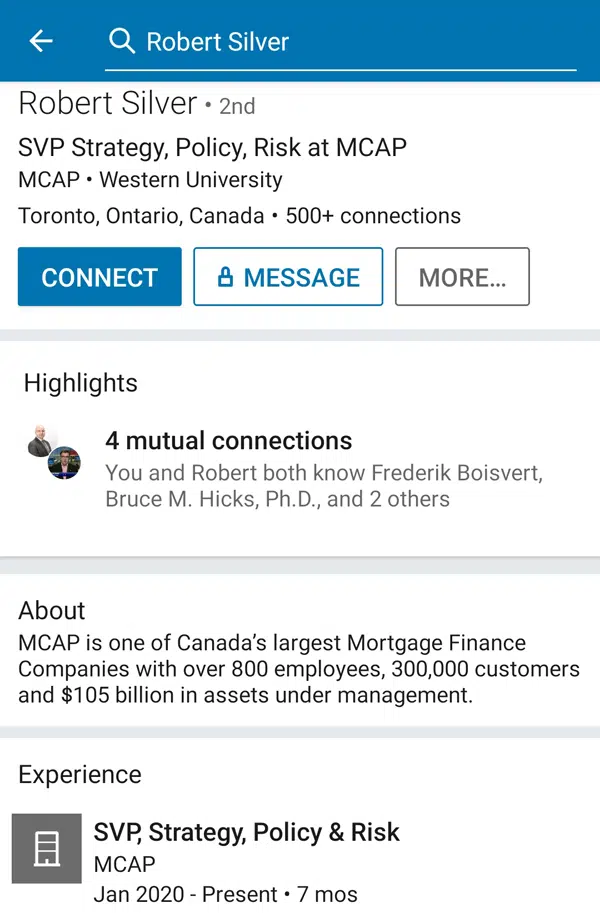 Robert Silver
Robert Silver • 2nd
SVP Strategy, Policy, Risk at MCAP
MCAP • Western University
Toronto, Ontario, Canada • 500+ connections
CONNECT MESSAGE MORE...
Highlights
4 mutual connections
You and Robert both know Frederik Boisvert,
Bruce M. Hicks, Ph.D., and 2 others
About
MCAP is one of Canada's largest Mortgage Finance
Companies with over 800 employees, 300,000 customers
and $105 billion in assets under management.
Experience
SVP, Strategy, Policy & Risk
MCAP
Jan 2020 - Present • 7 mos